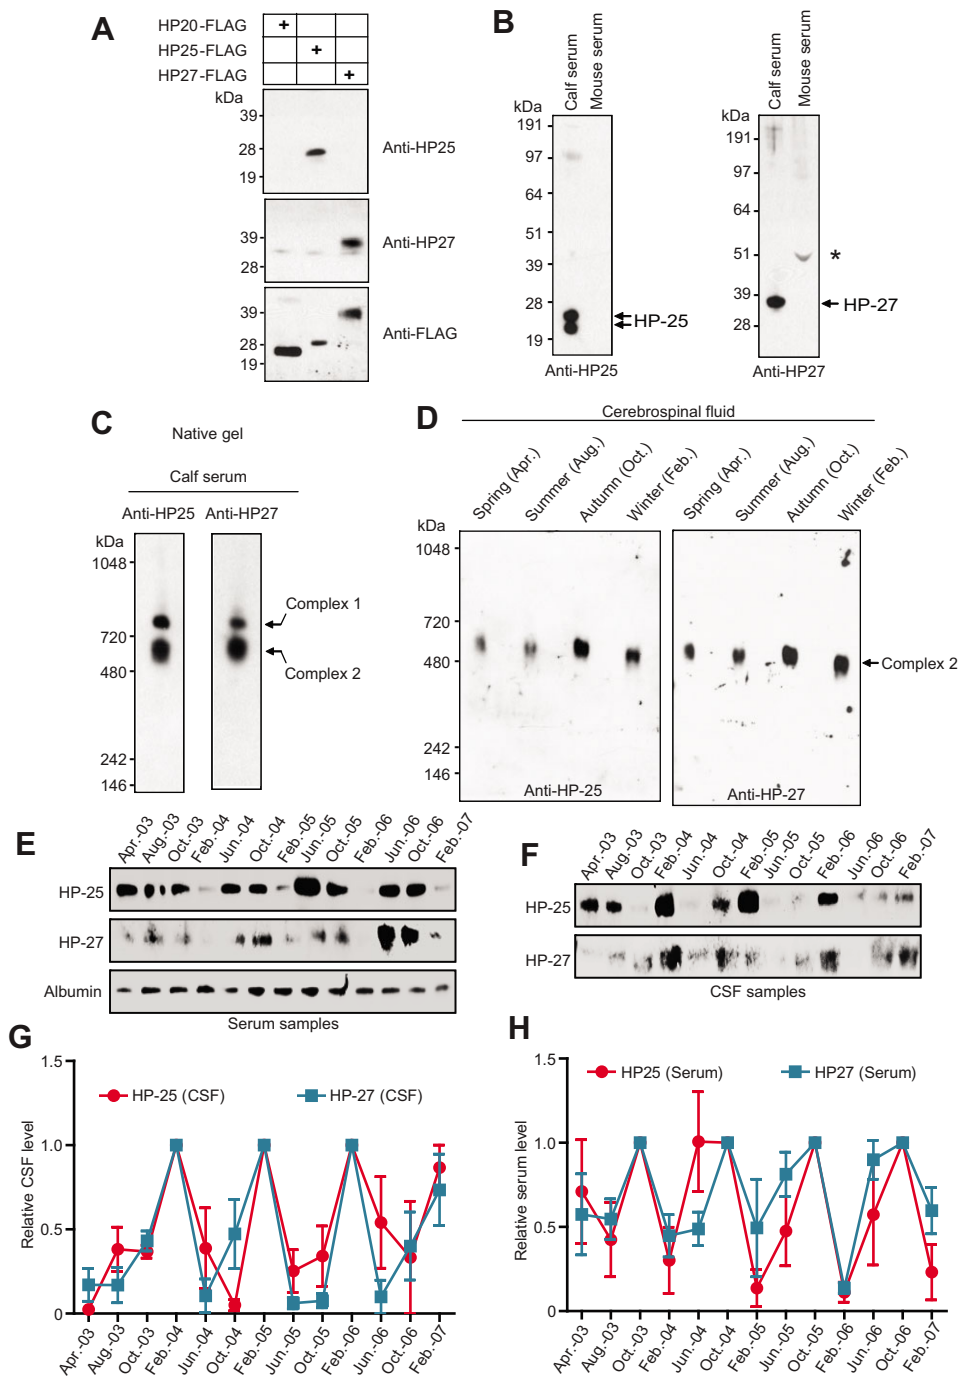 A
HP20-FLAG +
HP25-FLAG +
HP27-FLAG +
kDa
39
28
19
Anti-HP25
39
28
Anti-HP27
39
28
19
Anti-FLAG
B
Calf serum
Mouse serum
kDa
191
97
64
51
39
28
19
HP-25
Anti-HP25
Calf serum
Mouse serum
kDa
191
97
64
51
39
28
*
HP-27
Anti-HP27
C
Native gel
Calf serum
Anti-HP25 Anti-HP27
kDa
1048
720
480
242
146
Complex 1
Complex 2
D
Cerebrospinal fluid
Spring (Apr.)
Summer (Aug.)
Autumn (Oct.)
Winter (Feb.)
Spring (Apr.)
Summer (Aug.)
Autumn (Oct.)
Winter (Feb.)
kDa
1048
720
480
242
146
Complex 2
Anti-HP-25
Anti-HP-27
E
Apr.-03
Aug.-03
Oct.-03
Feb.-04
Jun.-04
Oct.-04
Feb.-05
Jun.-05
Oct.-05
Feb.-06
Jun.-06
Oct.-06
Feb.-07
HP-25
HP-27
Albumin
Serum samples
F
Apr.-03
Aug.-03
Oct.-03
Feb.-04
Jun.-04
Oct.-04
Feb.-05
Jun.-05
Oct.-05
Feb.-06
Jun.-06
Oct.-06
Feb.-07
HP-25
HP-27
CSF samples
G
1.5
1.0
0.5
0
Relative CSF level
HP-25 (CSF)
HP-27 (CSF)
Apr.-03
Aug.-03
Oct.-03
Feb.-04
Jun.-04
Oct.-04
Feb.-05
Jun.-05
Oct.-05
Feb.-06
Jun.-06
Oct.-06
Feb.-07
H
1.5
1.0
0.5
0
Relative serum level
HP25 (Serum)
HP27 (Serum)
Apr.-03
Aug.-03
Oct.-03
Feb.-04
Jun.-04
Oct.-04
Feb.-05
Jun.-05
Oct.-05
Feb.-06
Jun.-06
Oct.-06
Feb.-07